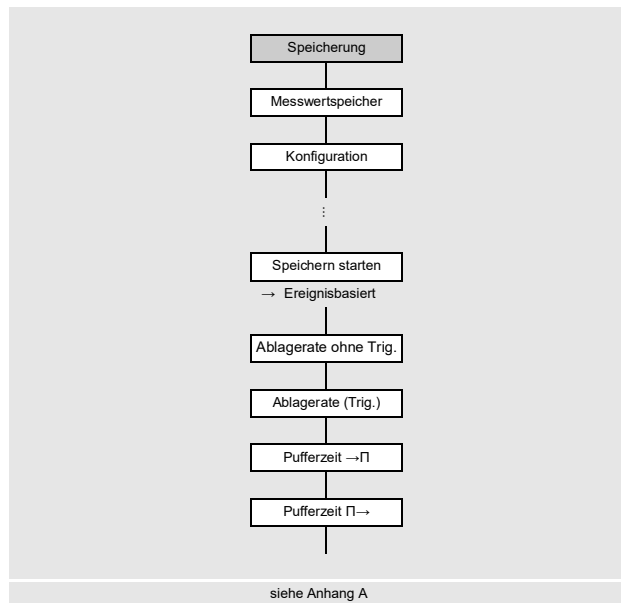 Speicherung
Messwertspeicher
Konfiguration
⋮
Speichern starten
→ Ereignisbasiert
Ablagerate ohne Trig.
Ablagerate (Trig.)
Pufferzeit →Π
Pufferzeit Π→
siehe Anhang A